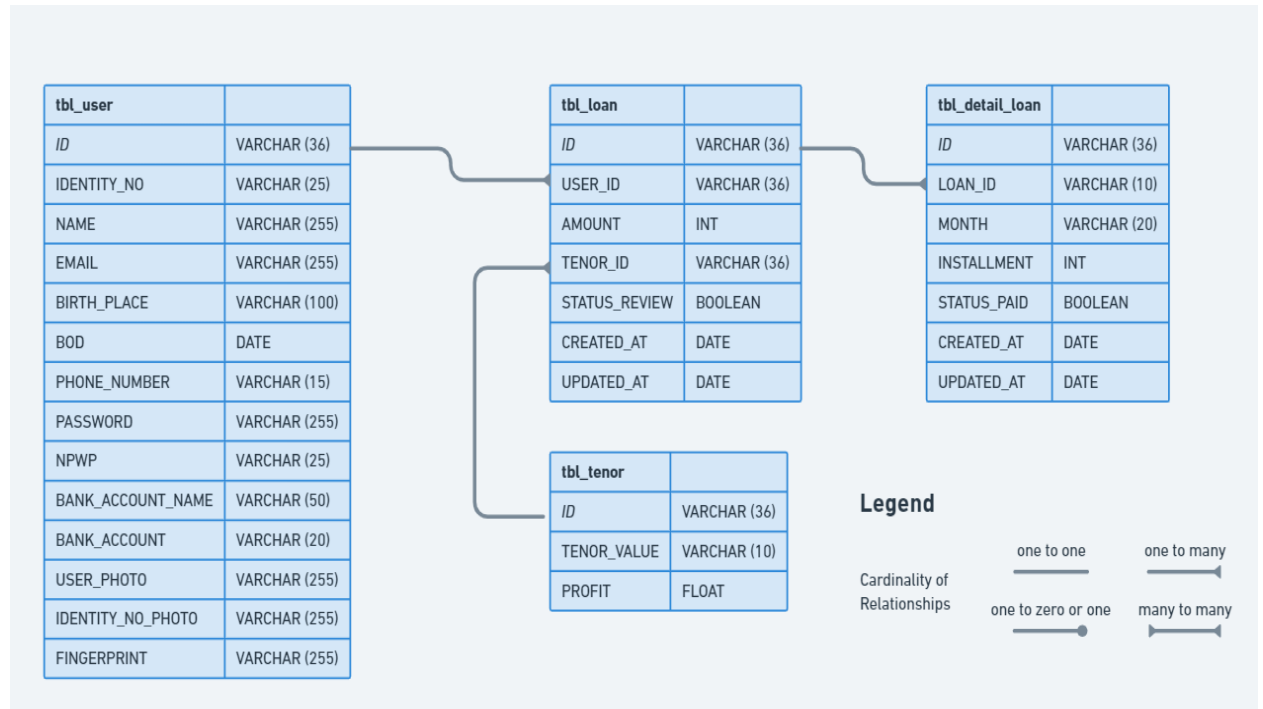 tbl_user
ID VARCHAR (36)
IDENTITY_NO VARCHAR (25)
NAME VARCHAR (255)
EMAIL VARCHAR (255)
BIRTH_PLACE VARCHAR (100)
BOD DATE
PHONE_NUMBER VARCHAR (15)
PASSWORD VARCHAR (255)
NPWP VARCHAR (25)
BANK_ACCOUNT_NAME VARCHAR (50)
BANK_ACCOUNT VARCHAR (20)
USER_PHOTO VARCHAR (255)
IDENTITY_NO_PHOTO VARCHAR (255)
FINGERPRINT VARCHAR (255)
tbl_loan
ID VARCHAR (36)
USER_ID VARCHAR (36)
AMOUNT INT
TENOR_ID VARCHAR (36)
STATUS_REVIEW BOOLEAN
CREATED_AT DATE
UPDATED_AT DATE
tbl_detail_loan
ID VARCHAR (36)
LOAN_ID VARCHAR (10)
MONTH VARCHAR (20)
INSTALLMENT INT
STATUS_PAID BOOLEAN
CREATED_AT DATE
UPDATED_AT DATE
tbl_tenor
ID VARCHAR (36)
TENOR_VALUE VARCHAR (10)
PROFIT FLOAT
Legend
Cardinality of
Relationships
one to one
one to many
one to zero or one
many to many